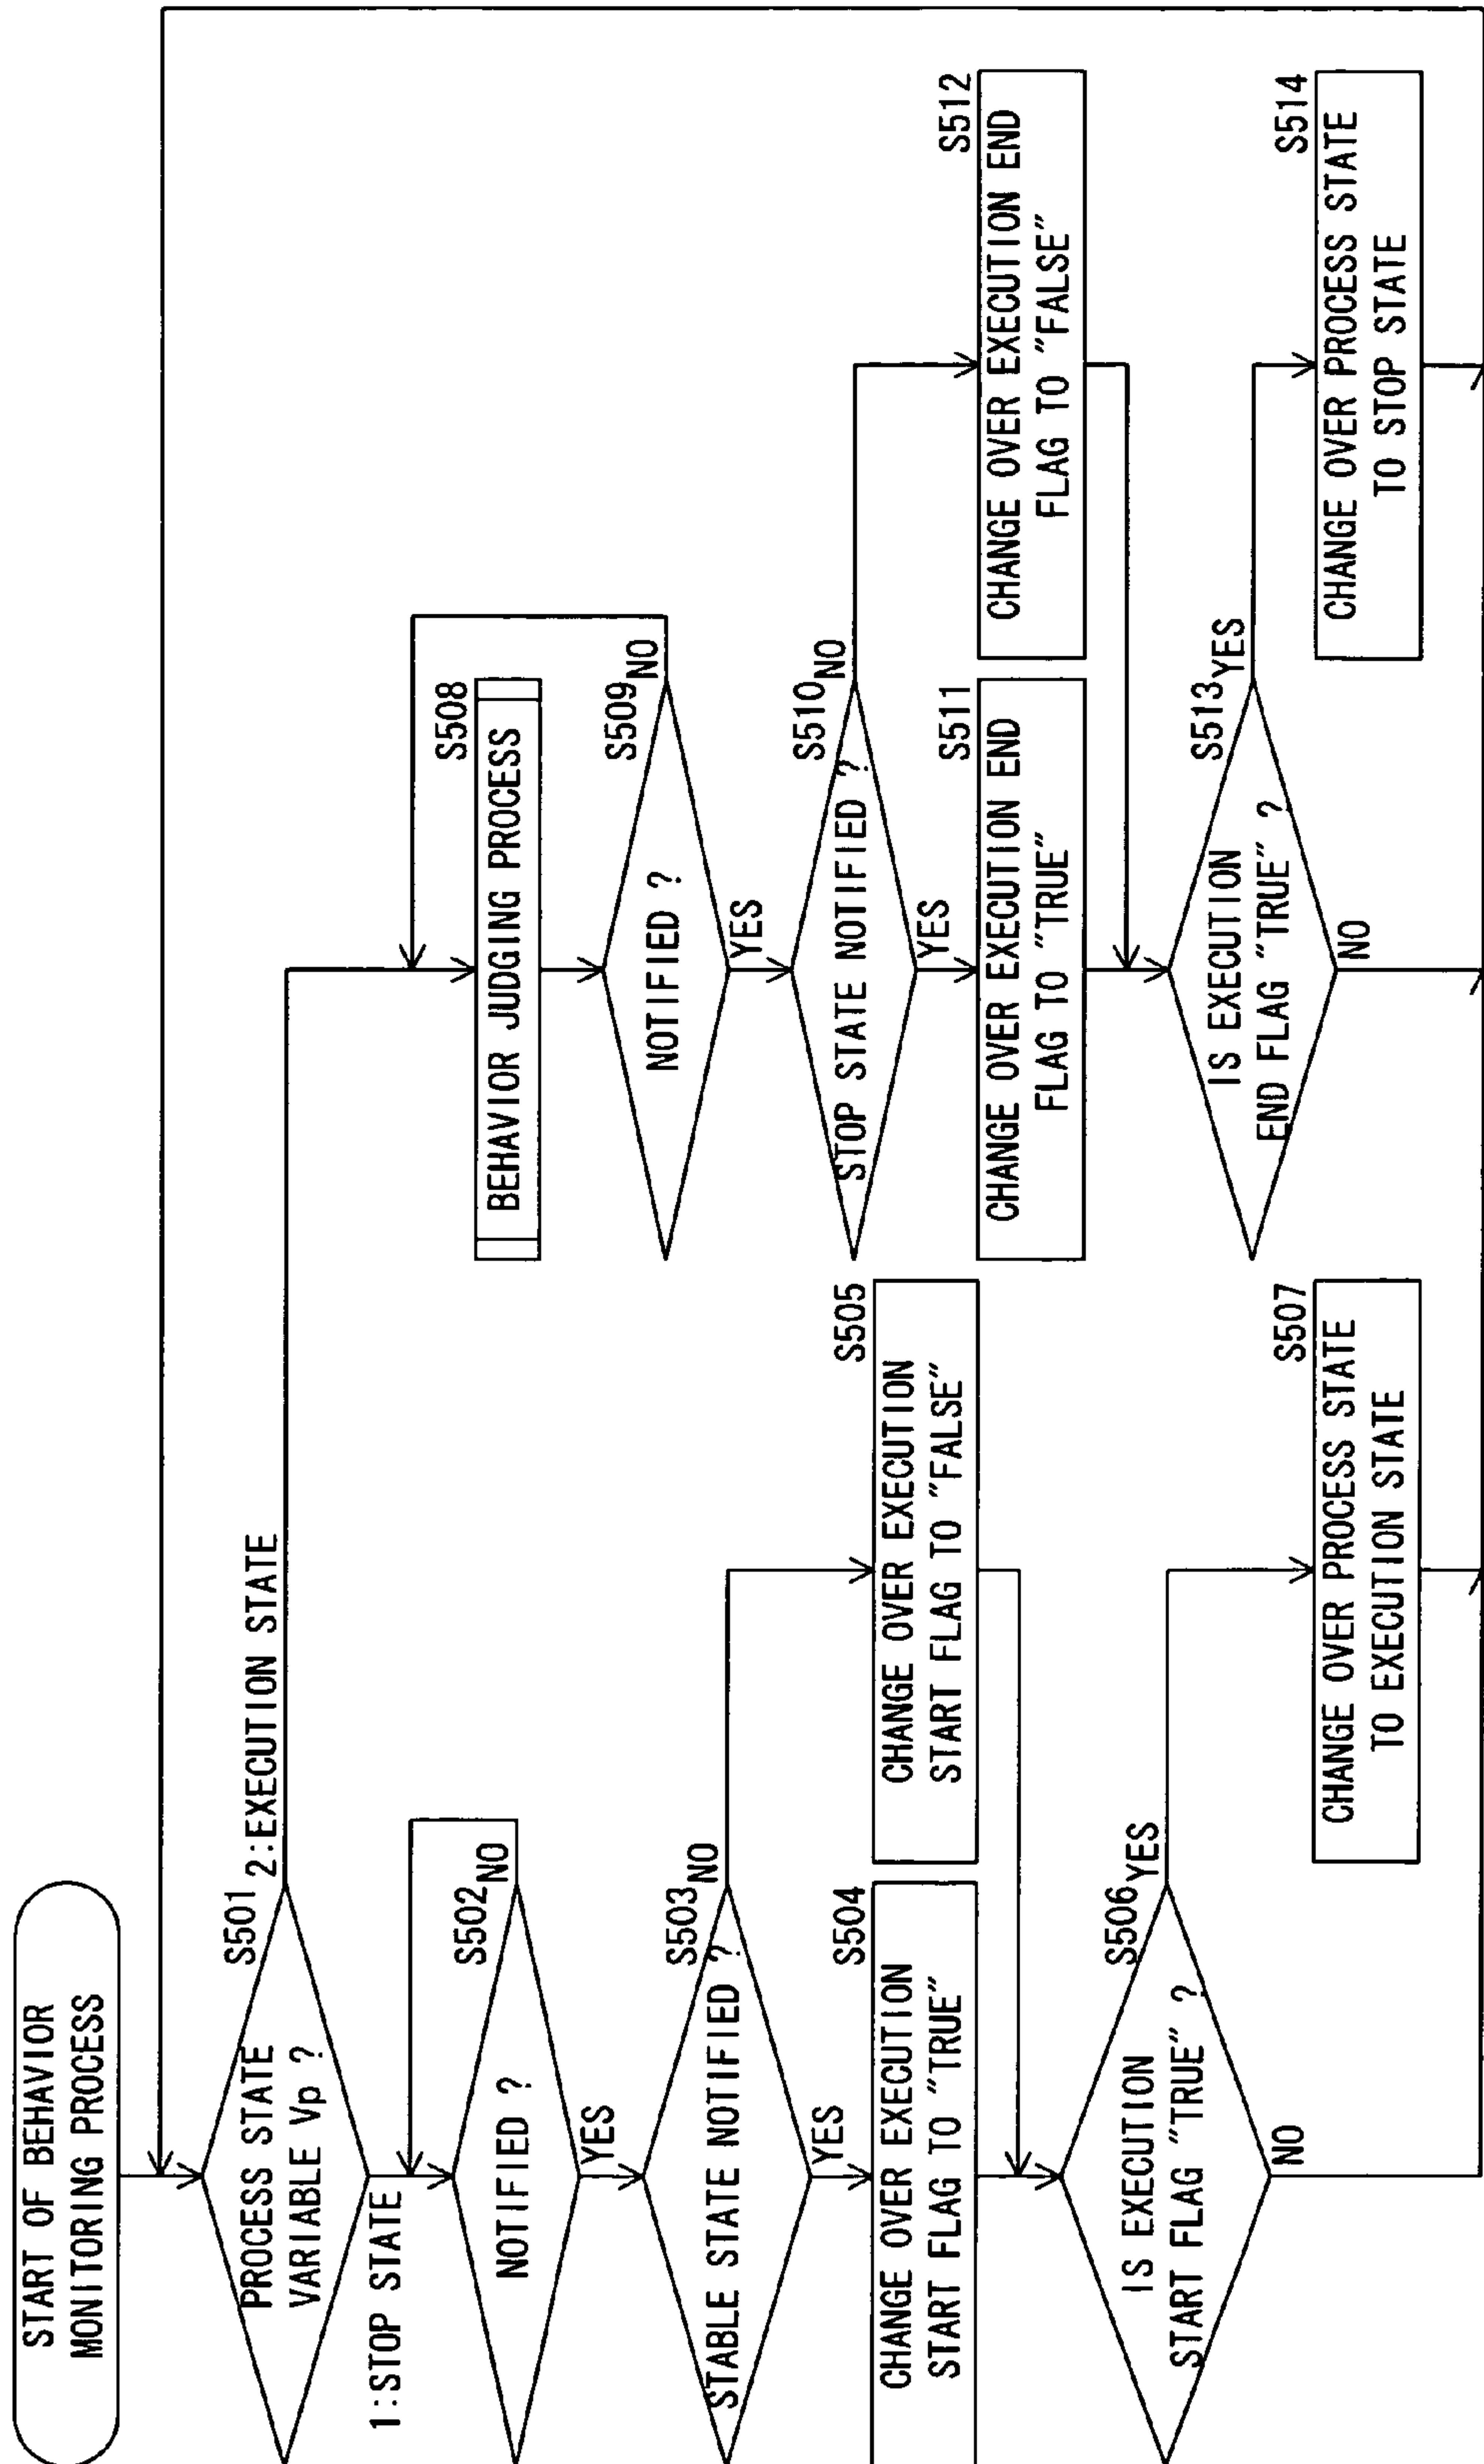 START OF BEHAVIOR
MONITORING PROCESS
S501
PROCESS STATE
VARIABLE Vp ?
2:EXECUTION STATE
1:STOP STATE
S502
NOTIFIED ?
NO
YES
S503
STABLE STATE NOTIFIED ?
NO
YES
S504
CHANGE OVER EXECUTION
START FLAG TO "TRUE"
S505
CHANGE OVER EXECUTION
START FLAG TO "FALSE"
S506
IS EXECUTION
START FLAG "TRUE" ?
YES
NO
S507
CHANGE OVER PROCESS STATE
TO EXECUTION STATE
S508
BEHAVIOR JUDGING PROCESS
S509
NOTIFIED ?
NO
YES
S510
STOP STATE NOTIFIED ?
NO
YES
S511
CHANGE OVER EXECUTION END
FLAG TO "TRUE"
S512
CHANGE OVER EXECUTION END
FLAG TO "FALSE"
S513
IS EXECUTION
END FLAG "TRUE" ?
YES
NO
S514
CHANGE OVER PROCESS STATE
TO STOP STATE